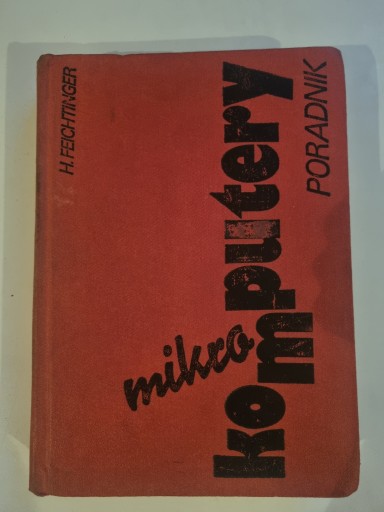 H. FEICHTINGER
mikro
komputery
PORADNIK